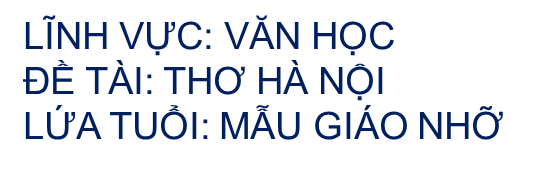 LĨNH VỰC: VĂN HỌC
ĐỀ TÀI: THƠ HÀ NỘI
LỨA TUỔI: MẪU GIÁO NHỠ